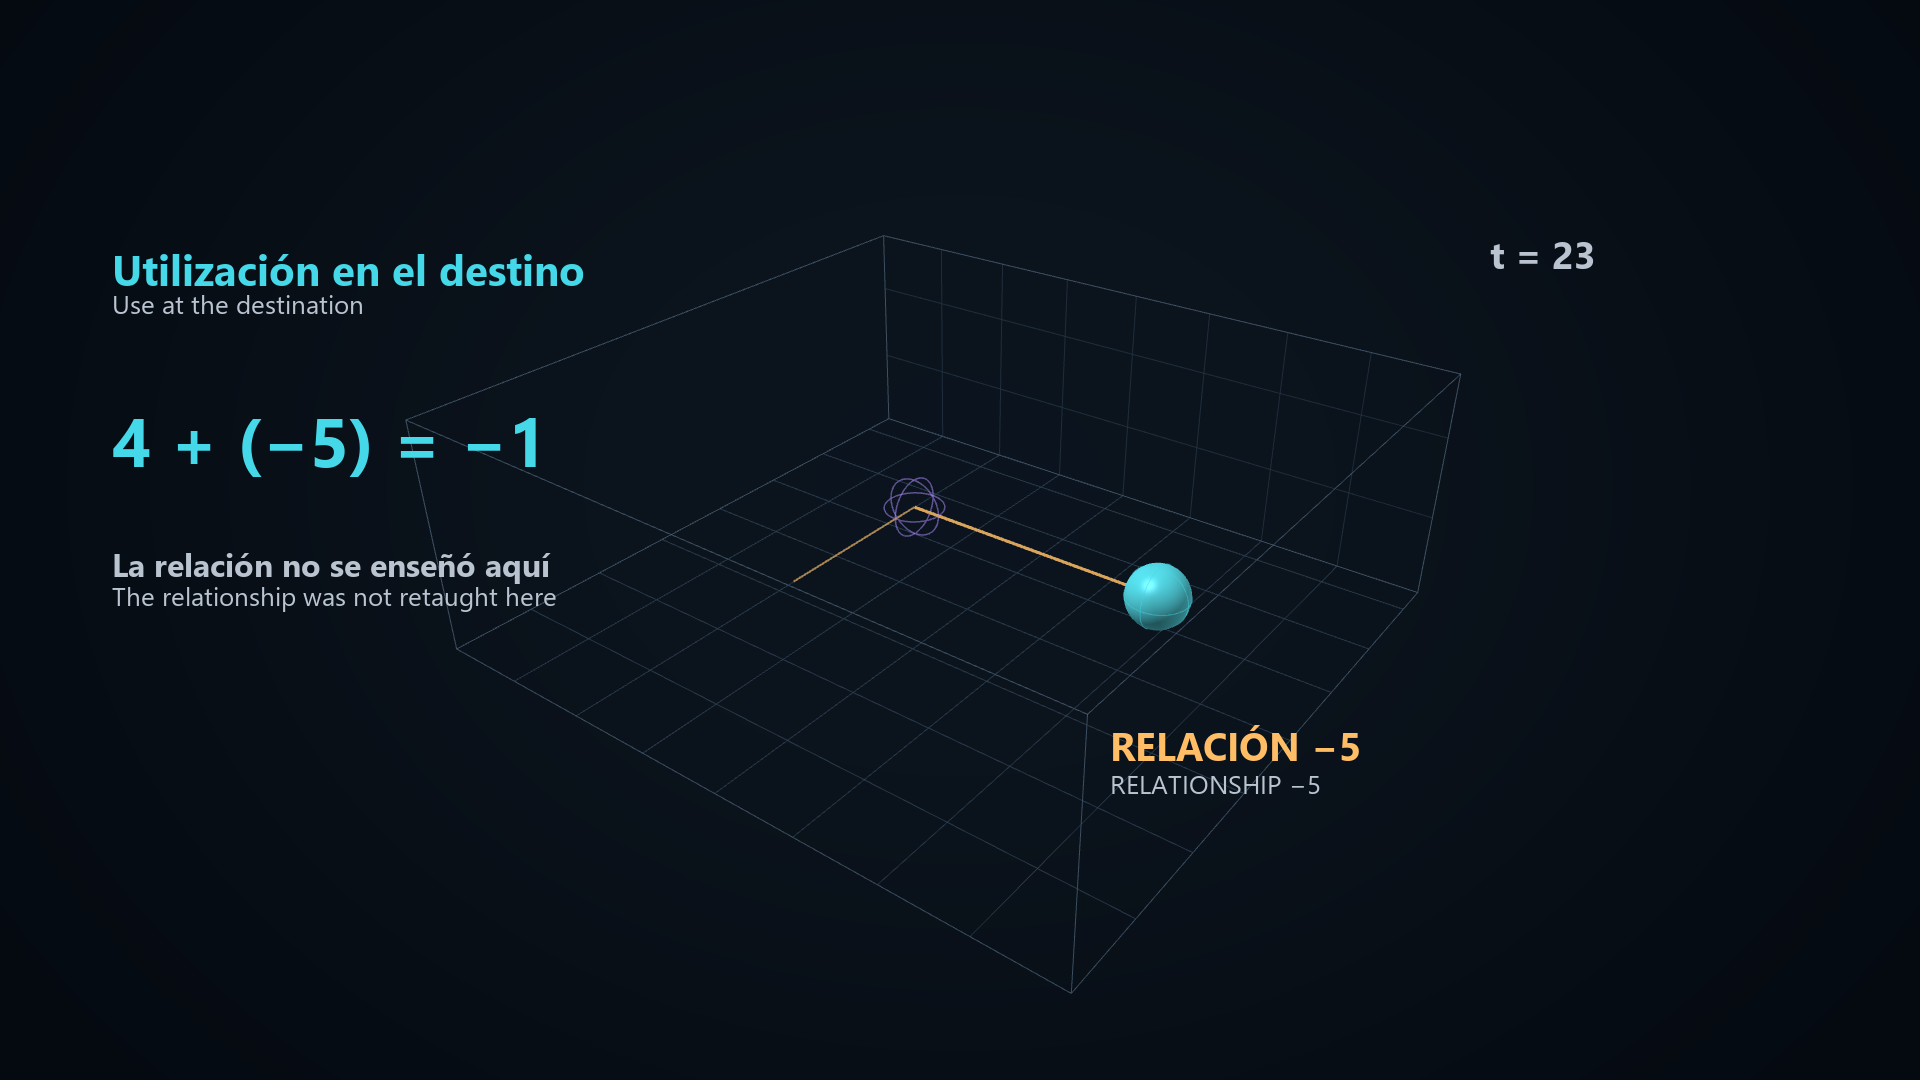 Utilización en el destino
Use at the destination
t = 23
4 + (−5) = −1
La relación no se enseñó aquí
The relationship was not retaught here
RELACIÓN −5
RELATIONSHIP −5